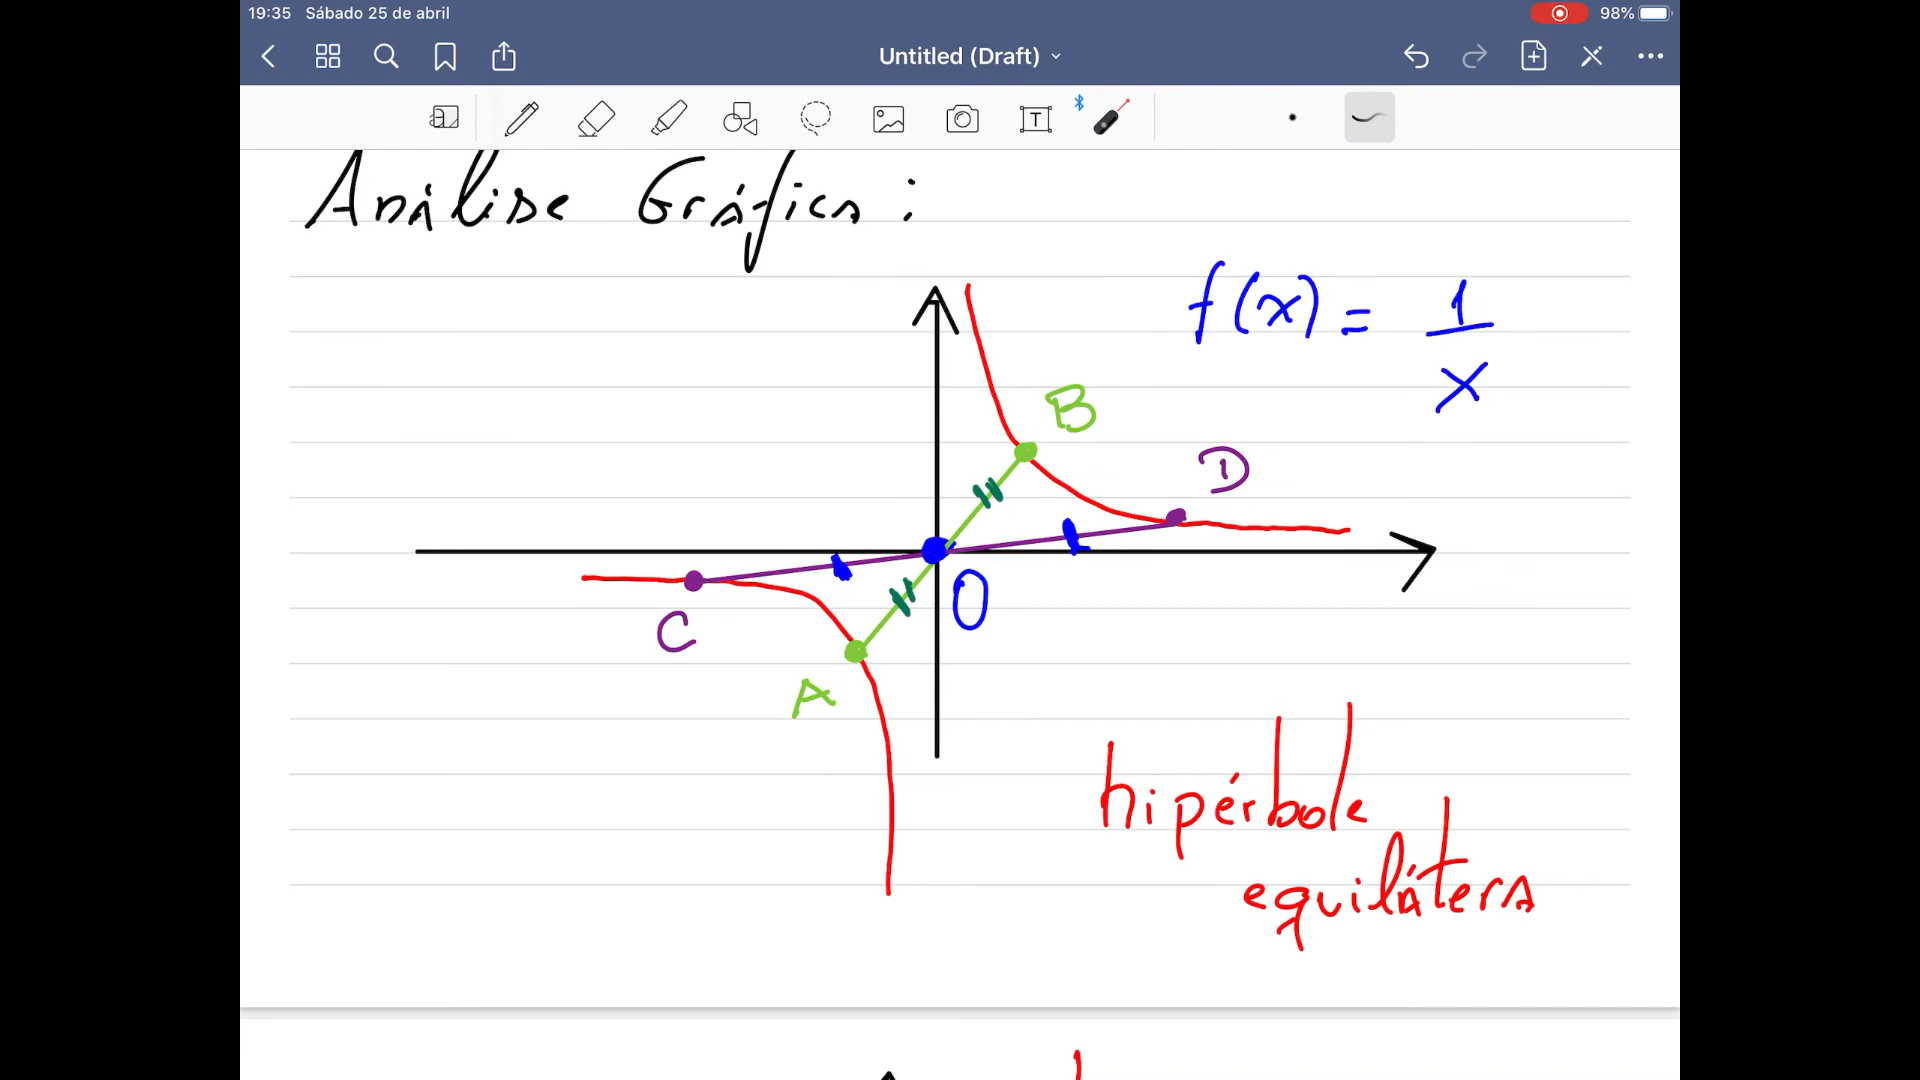 19:35 Sábado 25 de abril
98%
Untitled (Draft)
T
Análise Gráfica:
f(x) = 1/x
B
D
O
C
A
hipérbole
equilátera